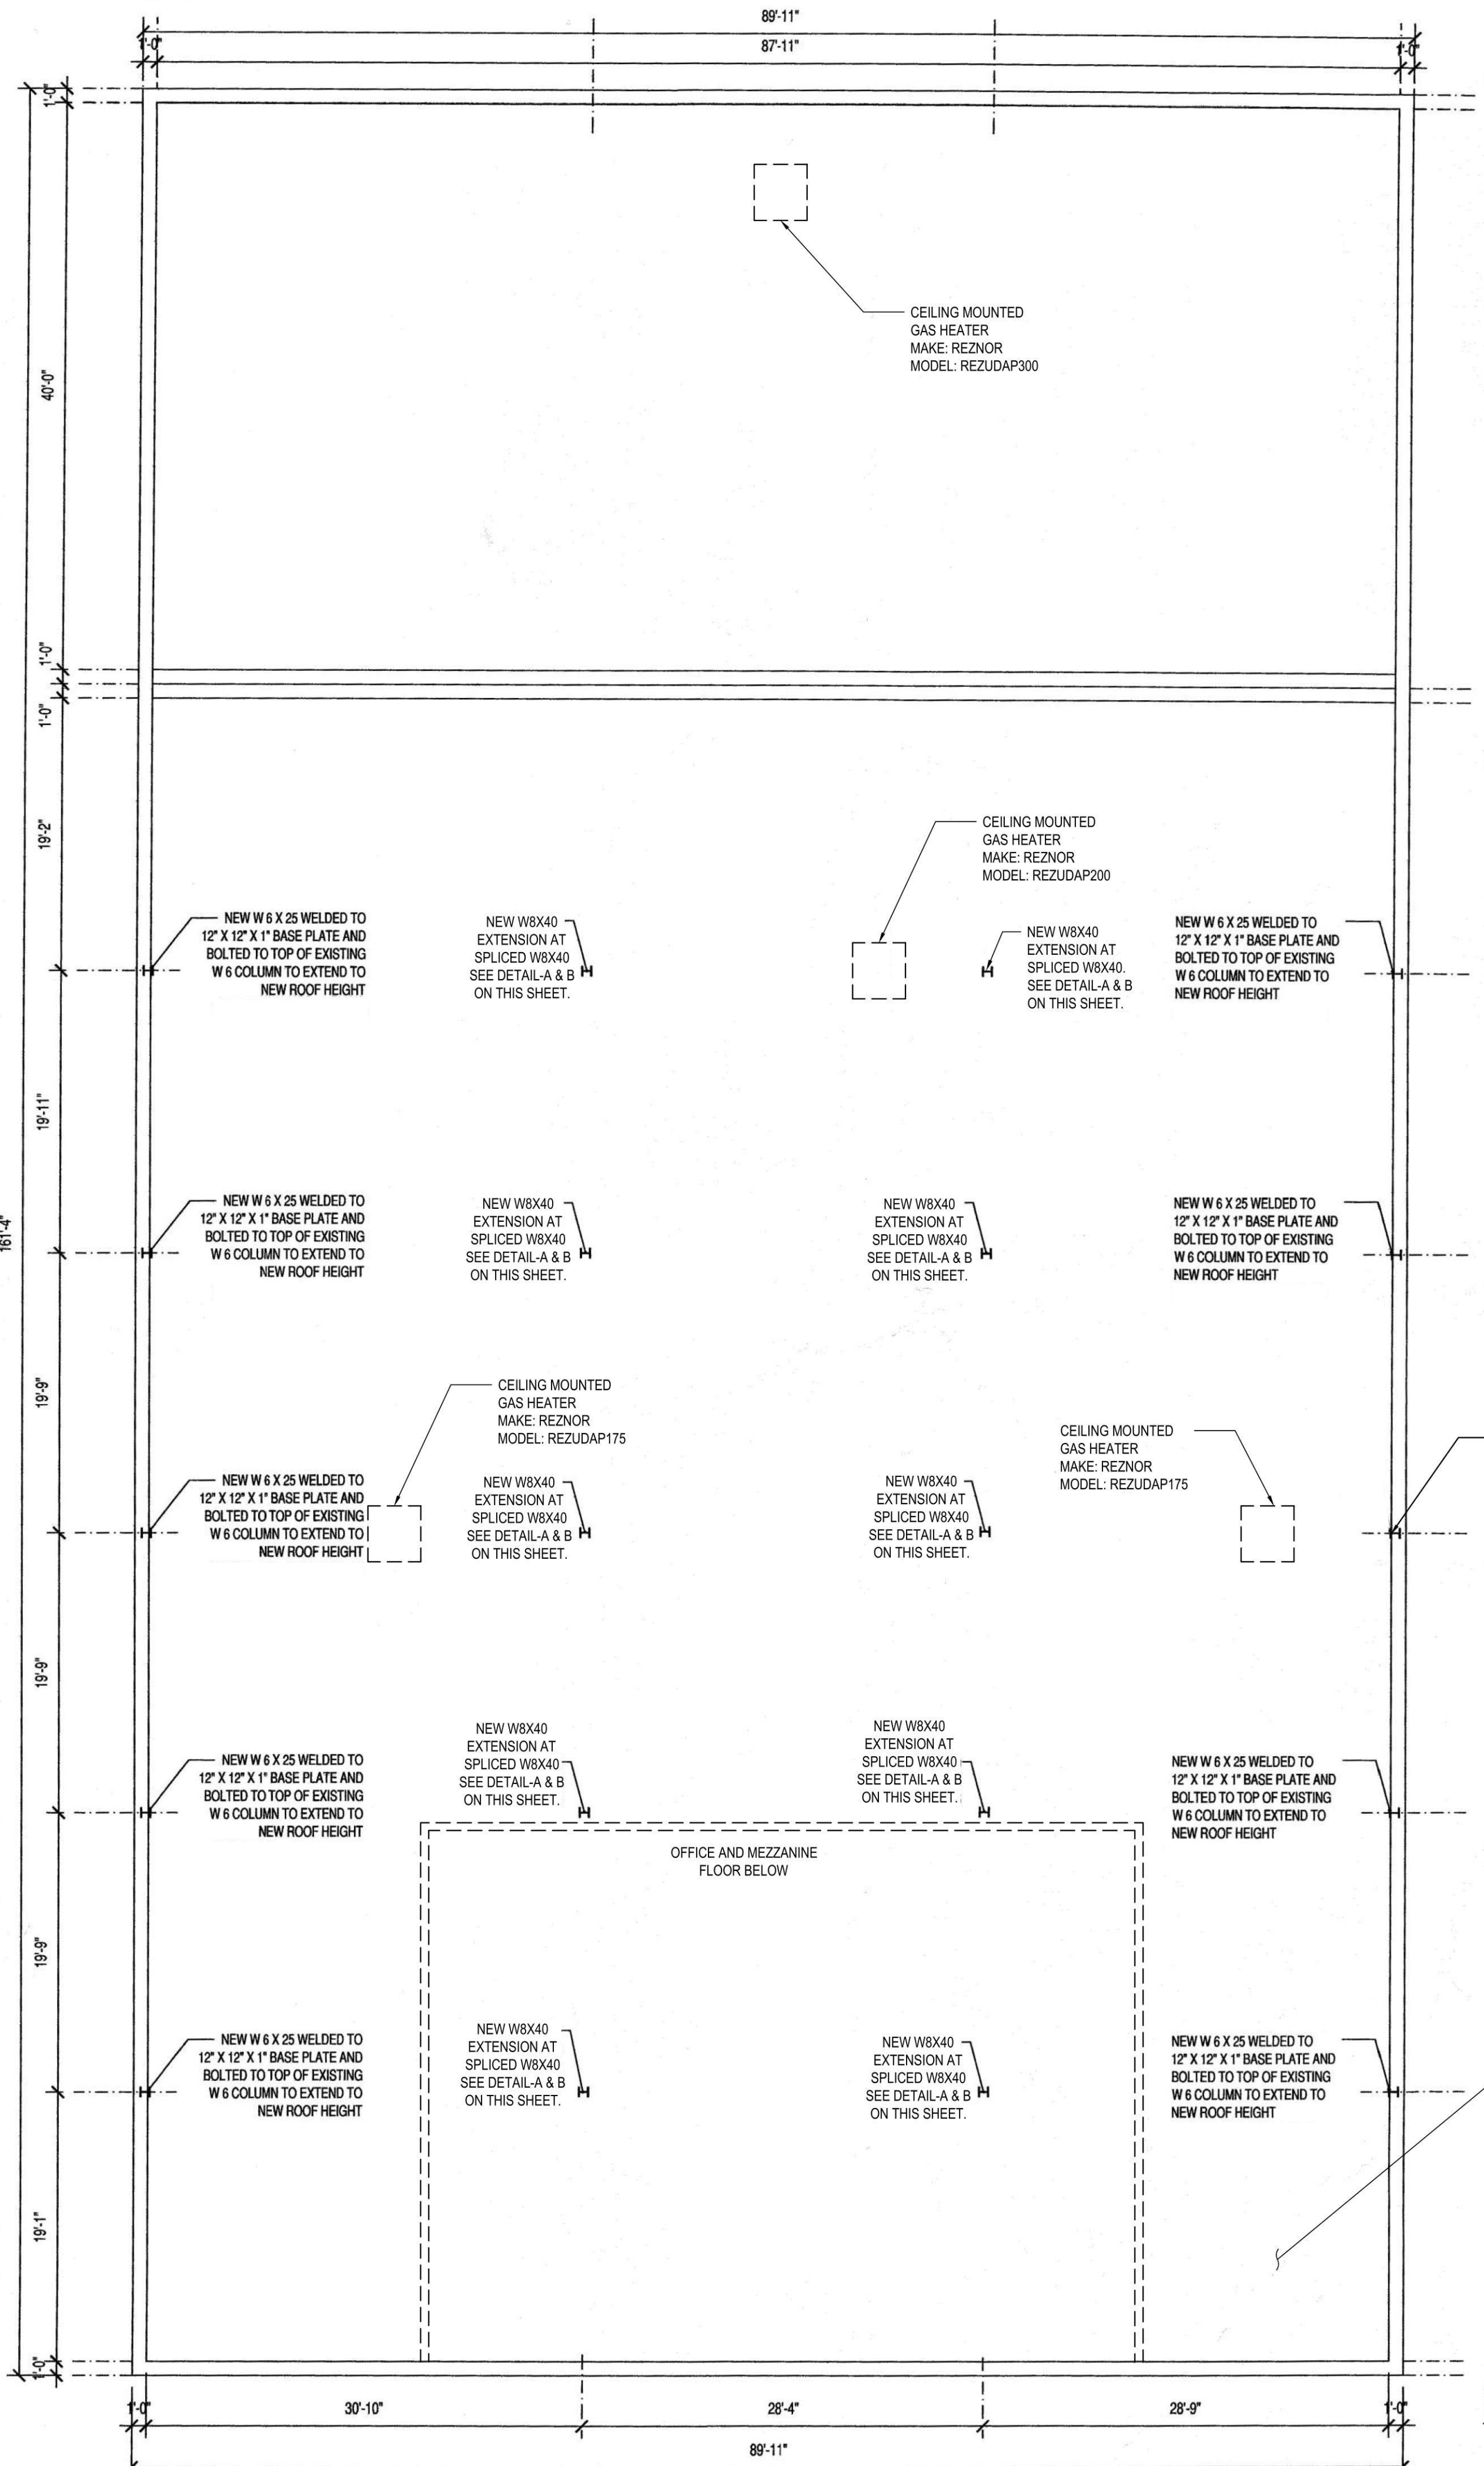 89'-11"
1'-0"
87'-11"
1'-0"
1'-0"
CEILING MOUNTED
GAS HEATER
MAKE: REZNOR
MODEL: REZUDAP300
40'-0"
1'-0"
1'-0"
19'-2"
CEILING MOUNTED
GAS HEATER
MAKE: REZNOR
MODEL: REZUDAP200
NEW W 6 X 25 WELDED TO
12" X 12" X 1" BASE PLATE AND
BOLTED TO TOP OF EXISTING
W 6 COLUMN TO EXTEND TO
NEW ROOF HEIGHT
NEW W8X40
EXTENSION AT
SPLICED W8X40
SEE DETAIL-A & B
ON THIS SHEET.
NEW W8X40
EXTENSION AT
SPLICED W8X40.
SEE DETAIL-A & B
ON THIS SHEET.
NEW W 6 X 25 WELDED TO
12" X 12" X 1" BASE PLATE AND
BOLTED TO TOP OF EXISTING
W 6 COLUMN TO EXTEND TO
NEW ROOF HEIGHT
19'-11"
161'-4"
NEW W 6 X 25 WELDED TO
12" X 12" X 1" BASE PLATE AND
BOLTED TO TOP OF EXISTING
W 6 COLUMN TO EXTEND TO
NEW ROOF HEIGHT
NEW W8X40
EXTENSION AT
SPLICED W8X40
SEE DETAIL-A & B
ON THIS SHEET.
NEW W8X40
EXTENSION AT
SPLICED W8X40
SEE DETAIL-A & B
ON THIS SHEET.
NEW W 6 X 25 WELDED TO
12" X 12" X 1" BASE PLATE AND
BOLTED TO TOP OF EXISTING
W 6 COLUMN TO EXTEND TO
NEW ROOF HEIGHT
19'-9"
CEILING MOUNTED
GAS HEATER
MAKE: REZNOR
MODEL: REZUDAP175
CEILING MOUNTED
GAS HEATER
MAKE: REZNOR
MODEL: REZUDAP175
NEW W 6 X 25 WELDED TO
12" X 12" X 1" BASE PLATE AND
BOLTED TO TOP OF EXISTING
W 6 COLUMN TO EXTEND TO
NEW ROOF HEIGHT
NEW W8X40
EXTENSION AT
SPLICED W8X40
SEE DETAIL-A & B
ON THIS SHEET.
NEW W8X40
EXTENSION AT
SPLICED W8X40
SEE DETAIL-A & B
ON THIS SHEET.
19'-9"
NEW W 6 X 25 WELDED TO
12" X 12" X 1" BASE PLATE AND
BOLTED TO TOP OF EXISTING
W 6 COLUMN TO EXTEND TO
NEW ROOF HEIGHT
NEW W8X40
EXTENSION AT
SPLICED W8X40
SEE DETAIL-A & B
ON THIS SHEET.
NEW W8X40
EXTENSION AT
SPLICED W8X40
SEE DETAIL-A & B
ON THIS SHEET.
NEW W 6 X 25 WELDED TO
12" X 12" X 1" BASE PLATE AND
BOLTED TO TOP OF EXISTING
W 6 COLUMN TO EXTEND TO
NEW ROOF HEIGHT
OFFICE AND MEZZANINE
FLOOR BELOW
19'-9"
NEW W 6 X 25 WELDED TO
12" X 12" X 1" BASE PLATE AND
BOLTED TO TOP OF EXISTING
W 6 COLUMN TO EXTEND TO
NEW ROOF HEIGHT
NEW W8X40
EXTENSION AT
SPLICED W8X40
SEE DETAIL-A & B
ON THIS SHEET.
NEW W8X40
EXTENSION AT
SPLICED W8X40
SEE DETAIL-A & B
ON THIS SHEET.
NEW W 6 X 25 WELDED TO
12" X 12" X 1" BASE PLATE AND
BOLTED TO TOP OF EXISTING
W 6 COLUMN TO EXTEND TO
NEW ROOF HEIGHT
19'-1"
1'-0"
1'-0"
30'-10"
28'-4"
28'-9"
1'-0"
89'-11"